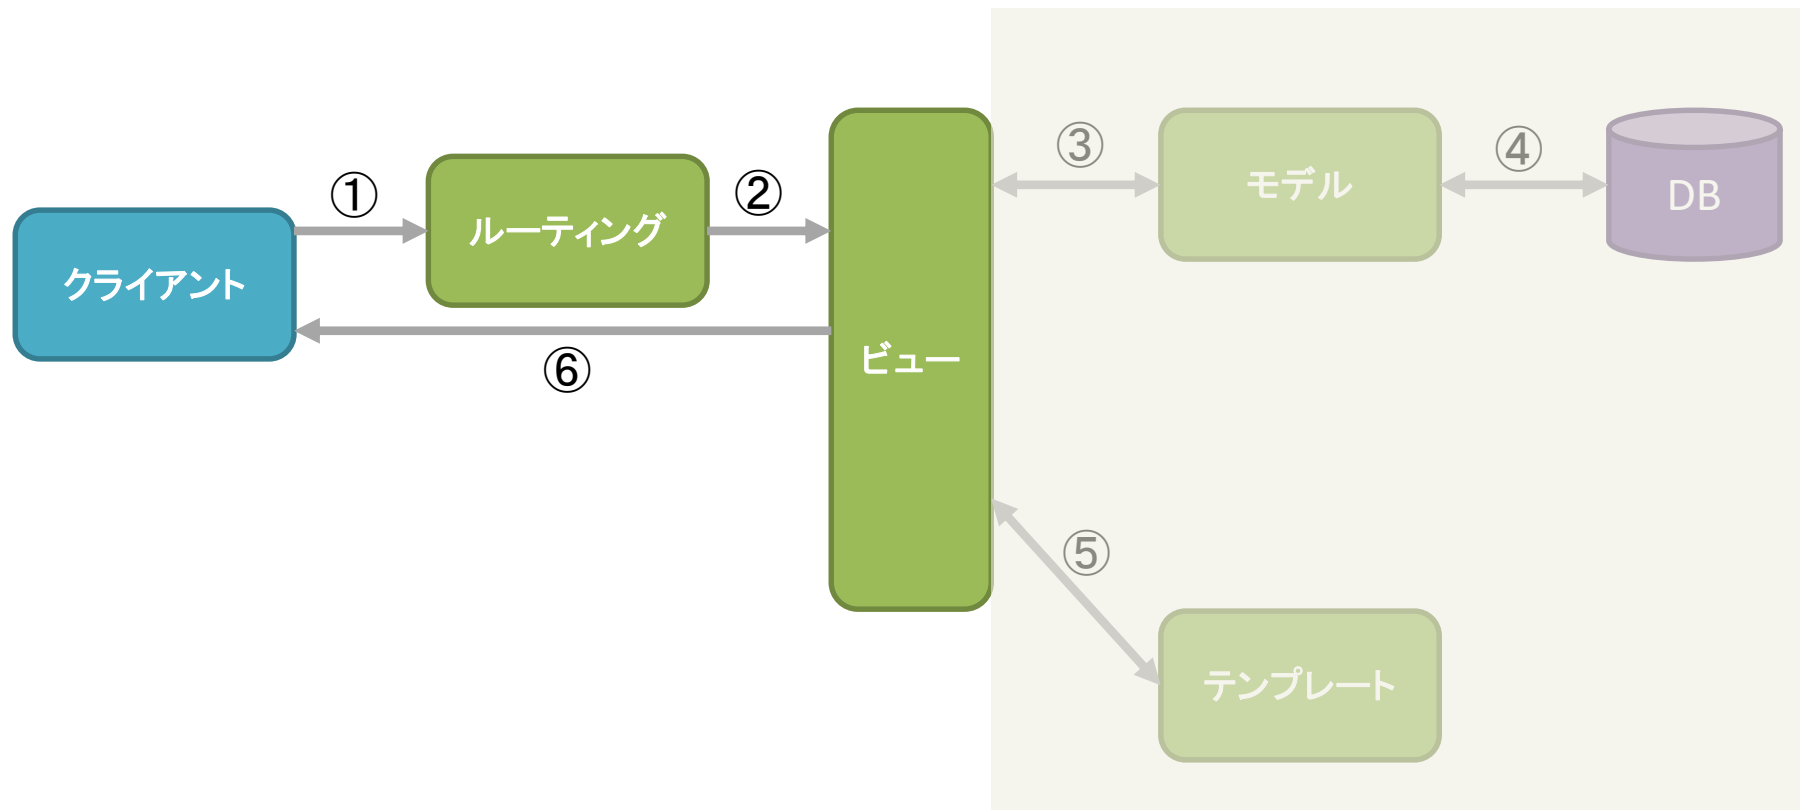 クライアント
①
ルーティング
②
ビュー
③
モデル
④
DB
⑤
テンプレート
⑥